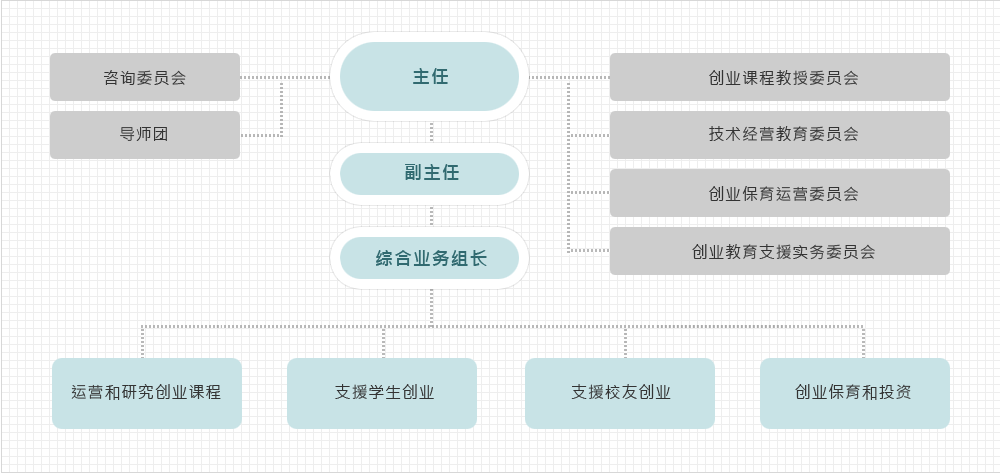 咨询委员会
主任
创业课程教授委员会
导师团
技术经营教育委员会
副主任
创业保育运营委员会
综合业务组长
创业教育支援实务委员会
运营和研究创业课程
支援学生创业
支援校友创业
创业保育和投资